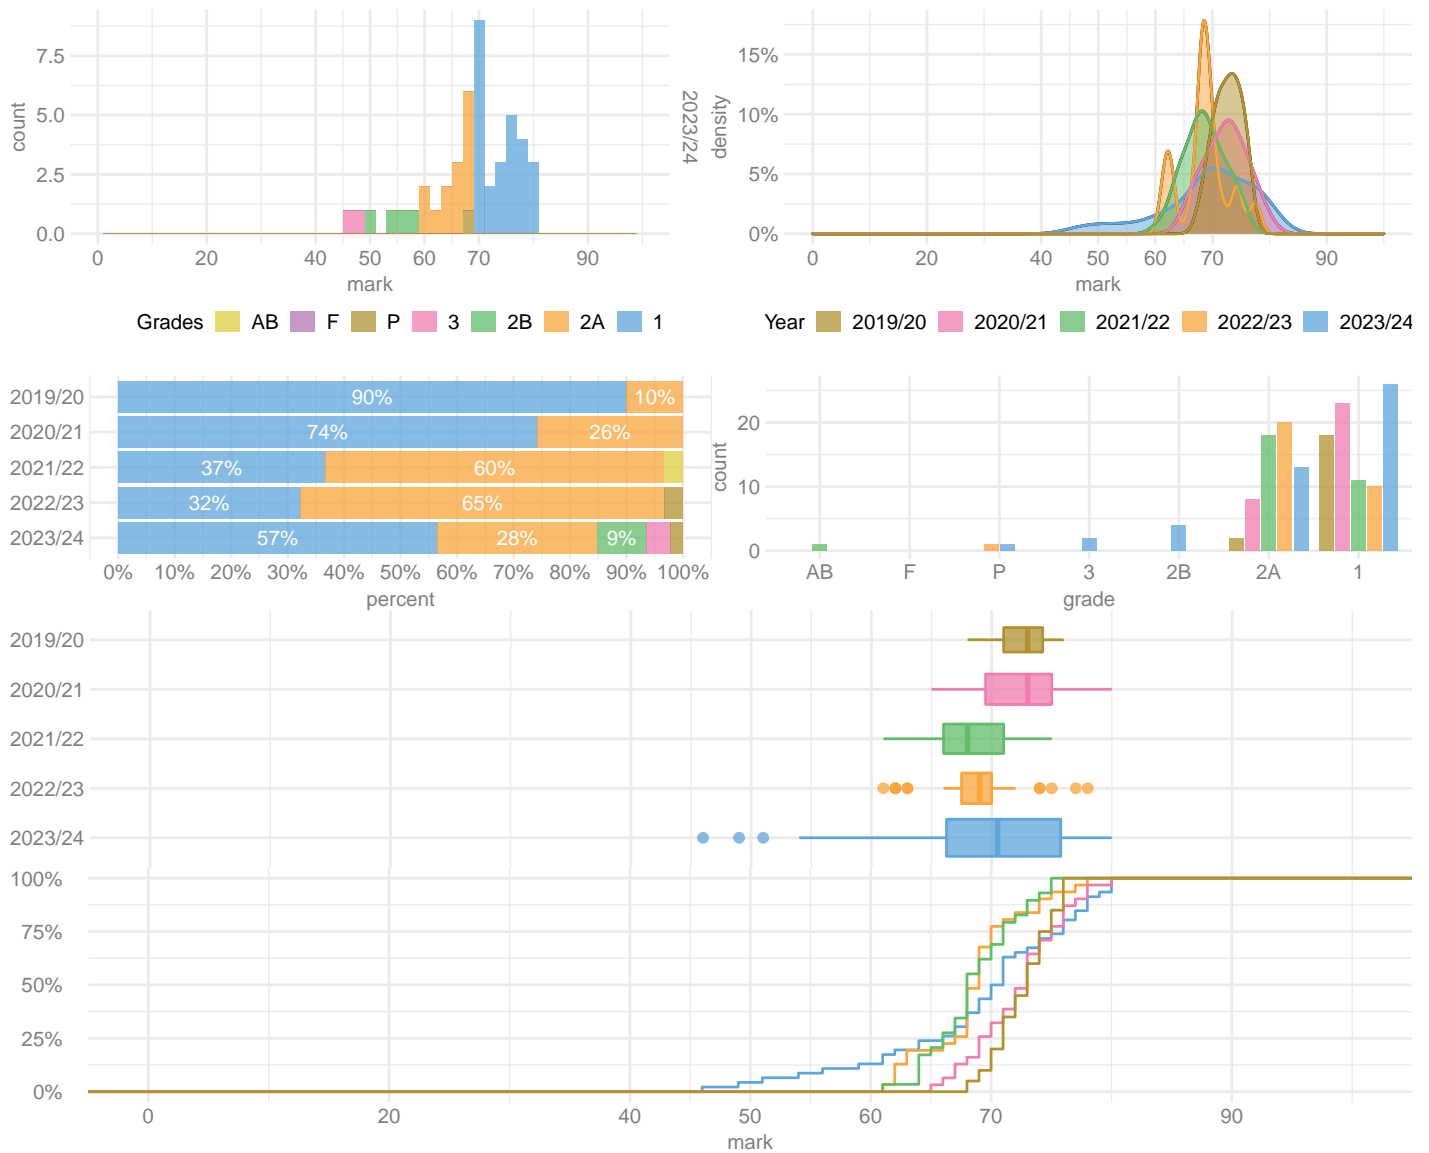 7.5
5.0
2.5
0.0
count
0 20 40 50 60 70 90
mark
2023/24
15%
10%
5%
0%
density
0 20 40 50 60 70 90
mark
Grades AB F P 3 2B 2A 1
Year 2019/20 2020/21 2021/22 2022/23 2023/24
2019/20 90% 10%
2020/21 74% 26%
2021/22 37% 60%
2022/23 32% 65%
2023/24 57% 28% 9%
0% 10% 20% 30% 40% 50% 60% 70% 80% 90% 100%
percent
20
10
0
count
AB F P 3 2B 2A 1
grade
2019/20
2020/21
2021/22
2022/23
2023/24
100%
75%
50%
25%
0%
0 20 40 50 60 70 90
mark